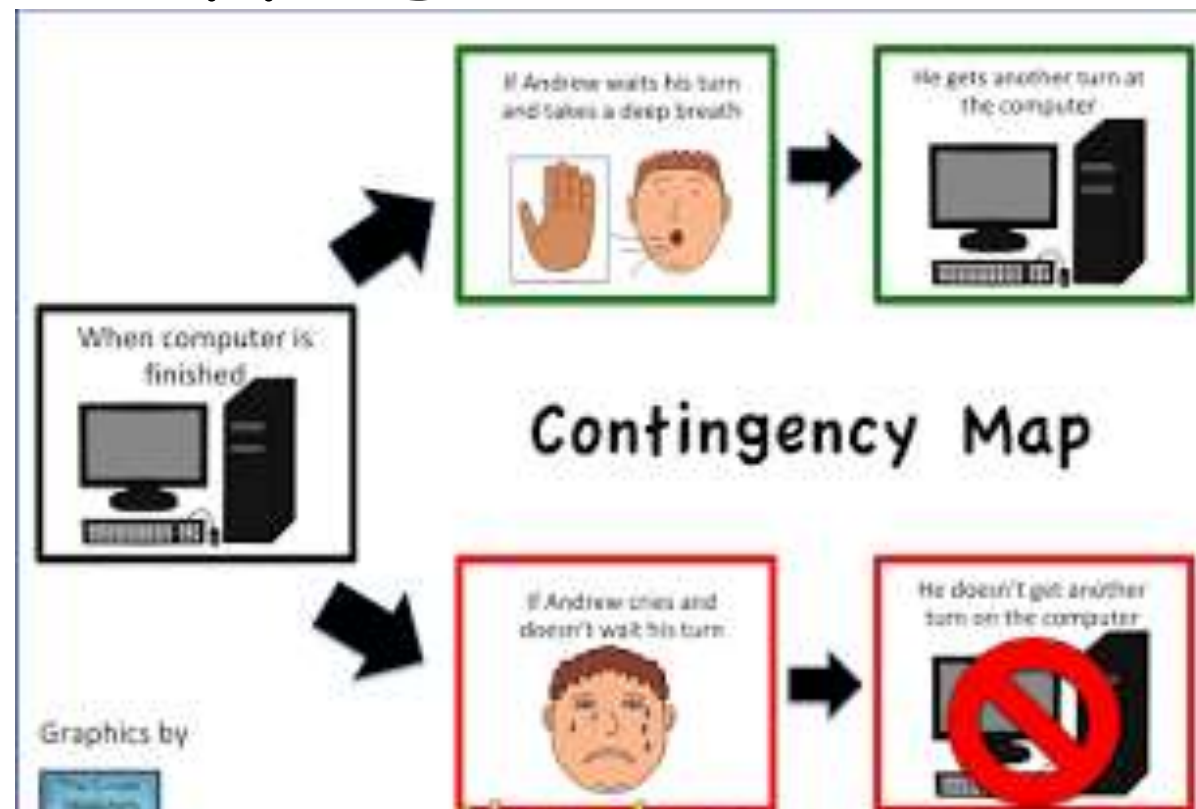 If Andrew waits his turn
and takes a deep breath
He gets another turn at
the computer
When computer is
finished
Contingency Map
If Andrew cries and
doesn't wait his turn
He doesn't get another
turn on the computer
Graphics by